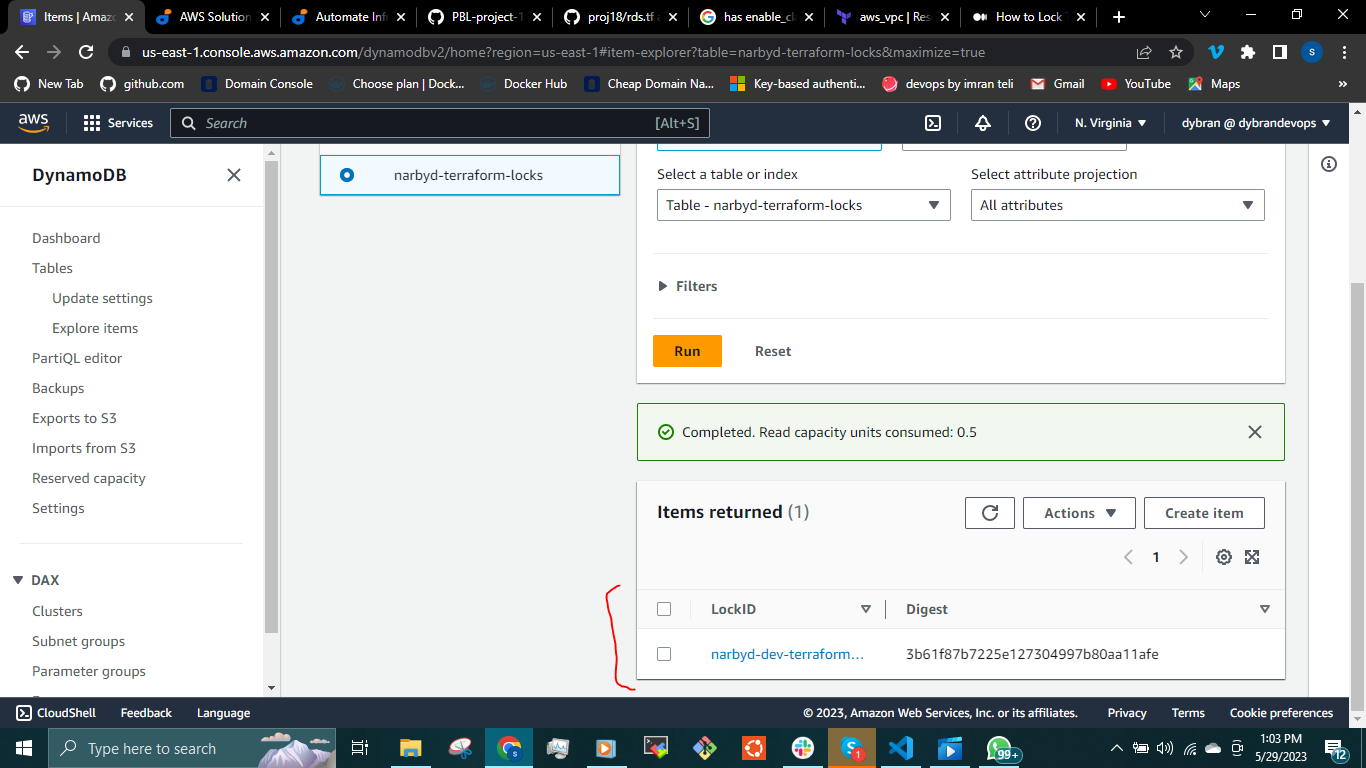 Items | Amaz
AWS Solution
Automate Infr
PBL-project-1
proj18/rds.tf a
has enable_cla
aws_vpc | Res
How to Lock T
us-east-1.console.aws.amazon.com/dynamodbv2/home?region=us-east-1#item-explorer?table=narbyd-terraform-locks&maximize=true
s
New Tab
github.com
Domain Console
Choose plan | Dock...
Docker Hub
Cheap Domain Na...
Key-based authenti...
devops by imran teli
Gmail
YouTube
Maps
»
aws
Services
Search
[Alt+S]
N. Virginia
dybran @ dybrandevops
DynamoDB
Dashboard
Tables
Update settings
Explore items
PartiQL editor
Backups
Exports to S3
Imports from S3
Reserved capacity
Settings
DAX
Clusters
Subnet groups
Parameter groups
narbyd-terraform-locks
Select a table or index
Select attribute projection
Table - narbyd-terraform-locks
All attributes
Filters
Run
Reset
Completed. Read capacity units consumed: 0.5
Items returned (1)
Actions
Create item
1
LockID
Digest
narbyd-dev-terraform...
3b61f87b7225e127304997b80aa11afe
CloudShell
Feedback
Language
© 2023, Amazon Web Services, Inc. or its affiliates.
Privacy
Terms
Cookie preferences
Type here to search
1
99+
1:03 PM
5/29/2023
12